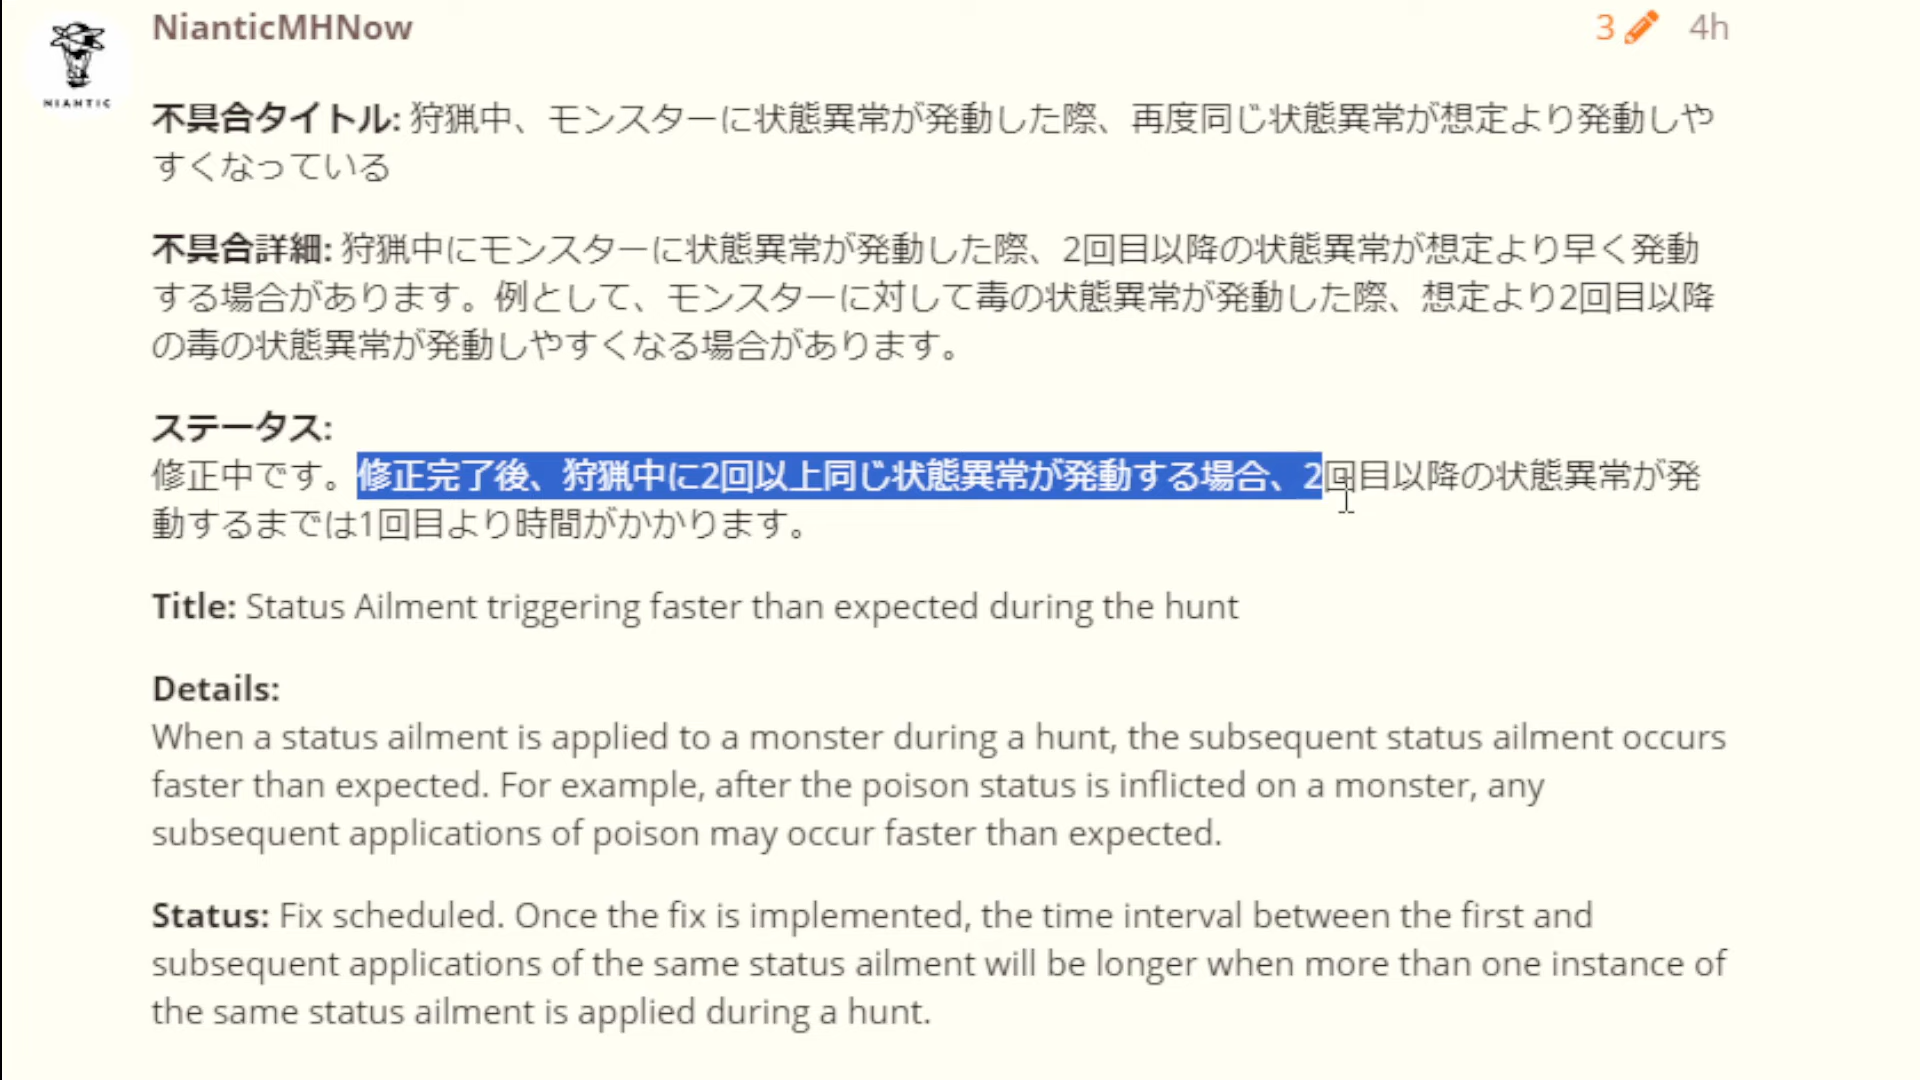 NianticMHNow
3 4h
NIANTIC
不具合タイトル: 狩猟中、モンスターに状態異常が発動した際、再度同じ状態異常が想定より発動しや
すくなっている
不具合詳細: 狩猟中にモンスターに状態異常が発動した際、2回目以降の状態異常が想定より早く発動
する場合があります。例として、モンスターに対して毒の状態異常が発動した際、想定より2回目以降
の毒の状態異常が発動しやすくなる場合があります。
ステータス:
修正中です。修正完了後、狩猟中に2回以上同じ状態異常が発動する場合、2回目以降の状態異常が発
動するまでは1回目より時間がかかります。
Title: Status Ailment triggering faster than expected during the hunt
Details:
When a status ailment is applied to a monster during a hunt, the subsequent status ailment occurs
faster than expected. For example, after the poison status is inflicted on a monster, any
subsequent applications of poison may occur faster than expected.
Status: Fix scheduled. Once the fix is implemented, the time interval between the first and
subsequent applications of the same status ailment will be longer when more than one instance of
the same status ailment is applied during a hunt.